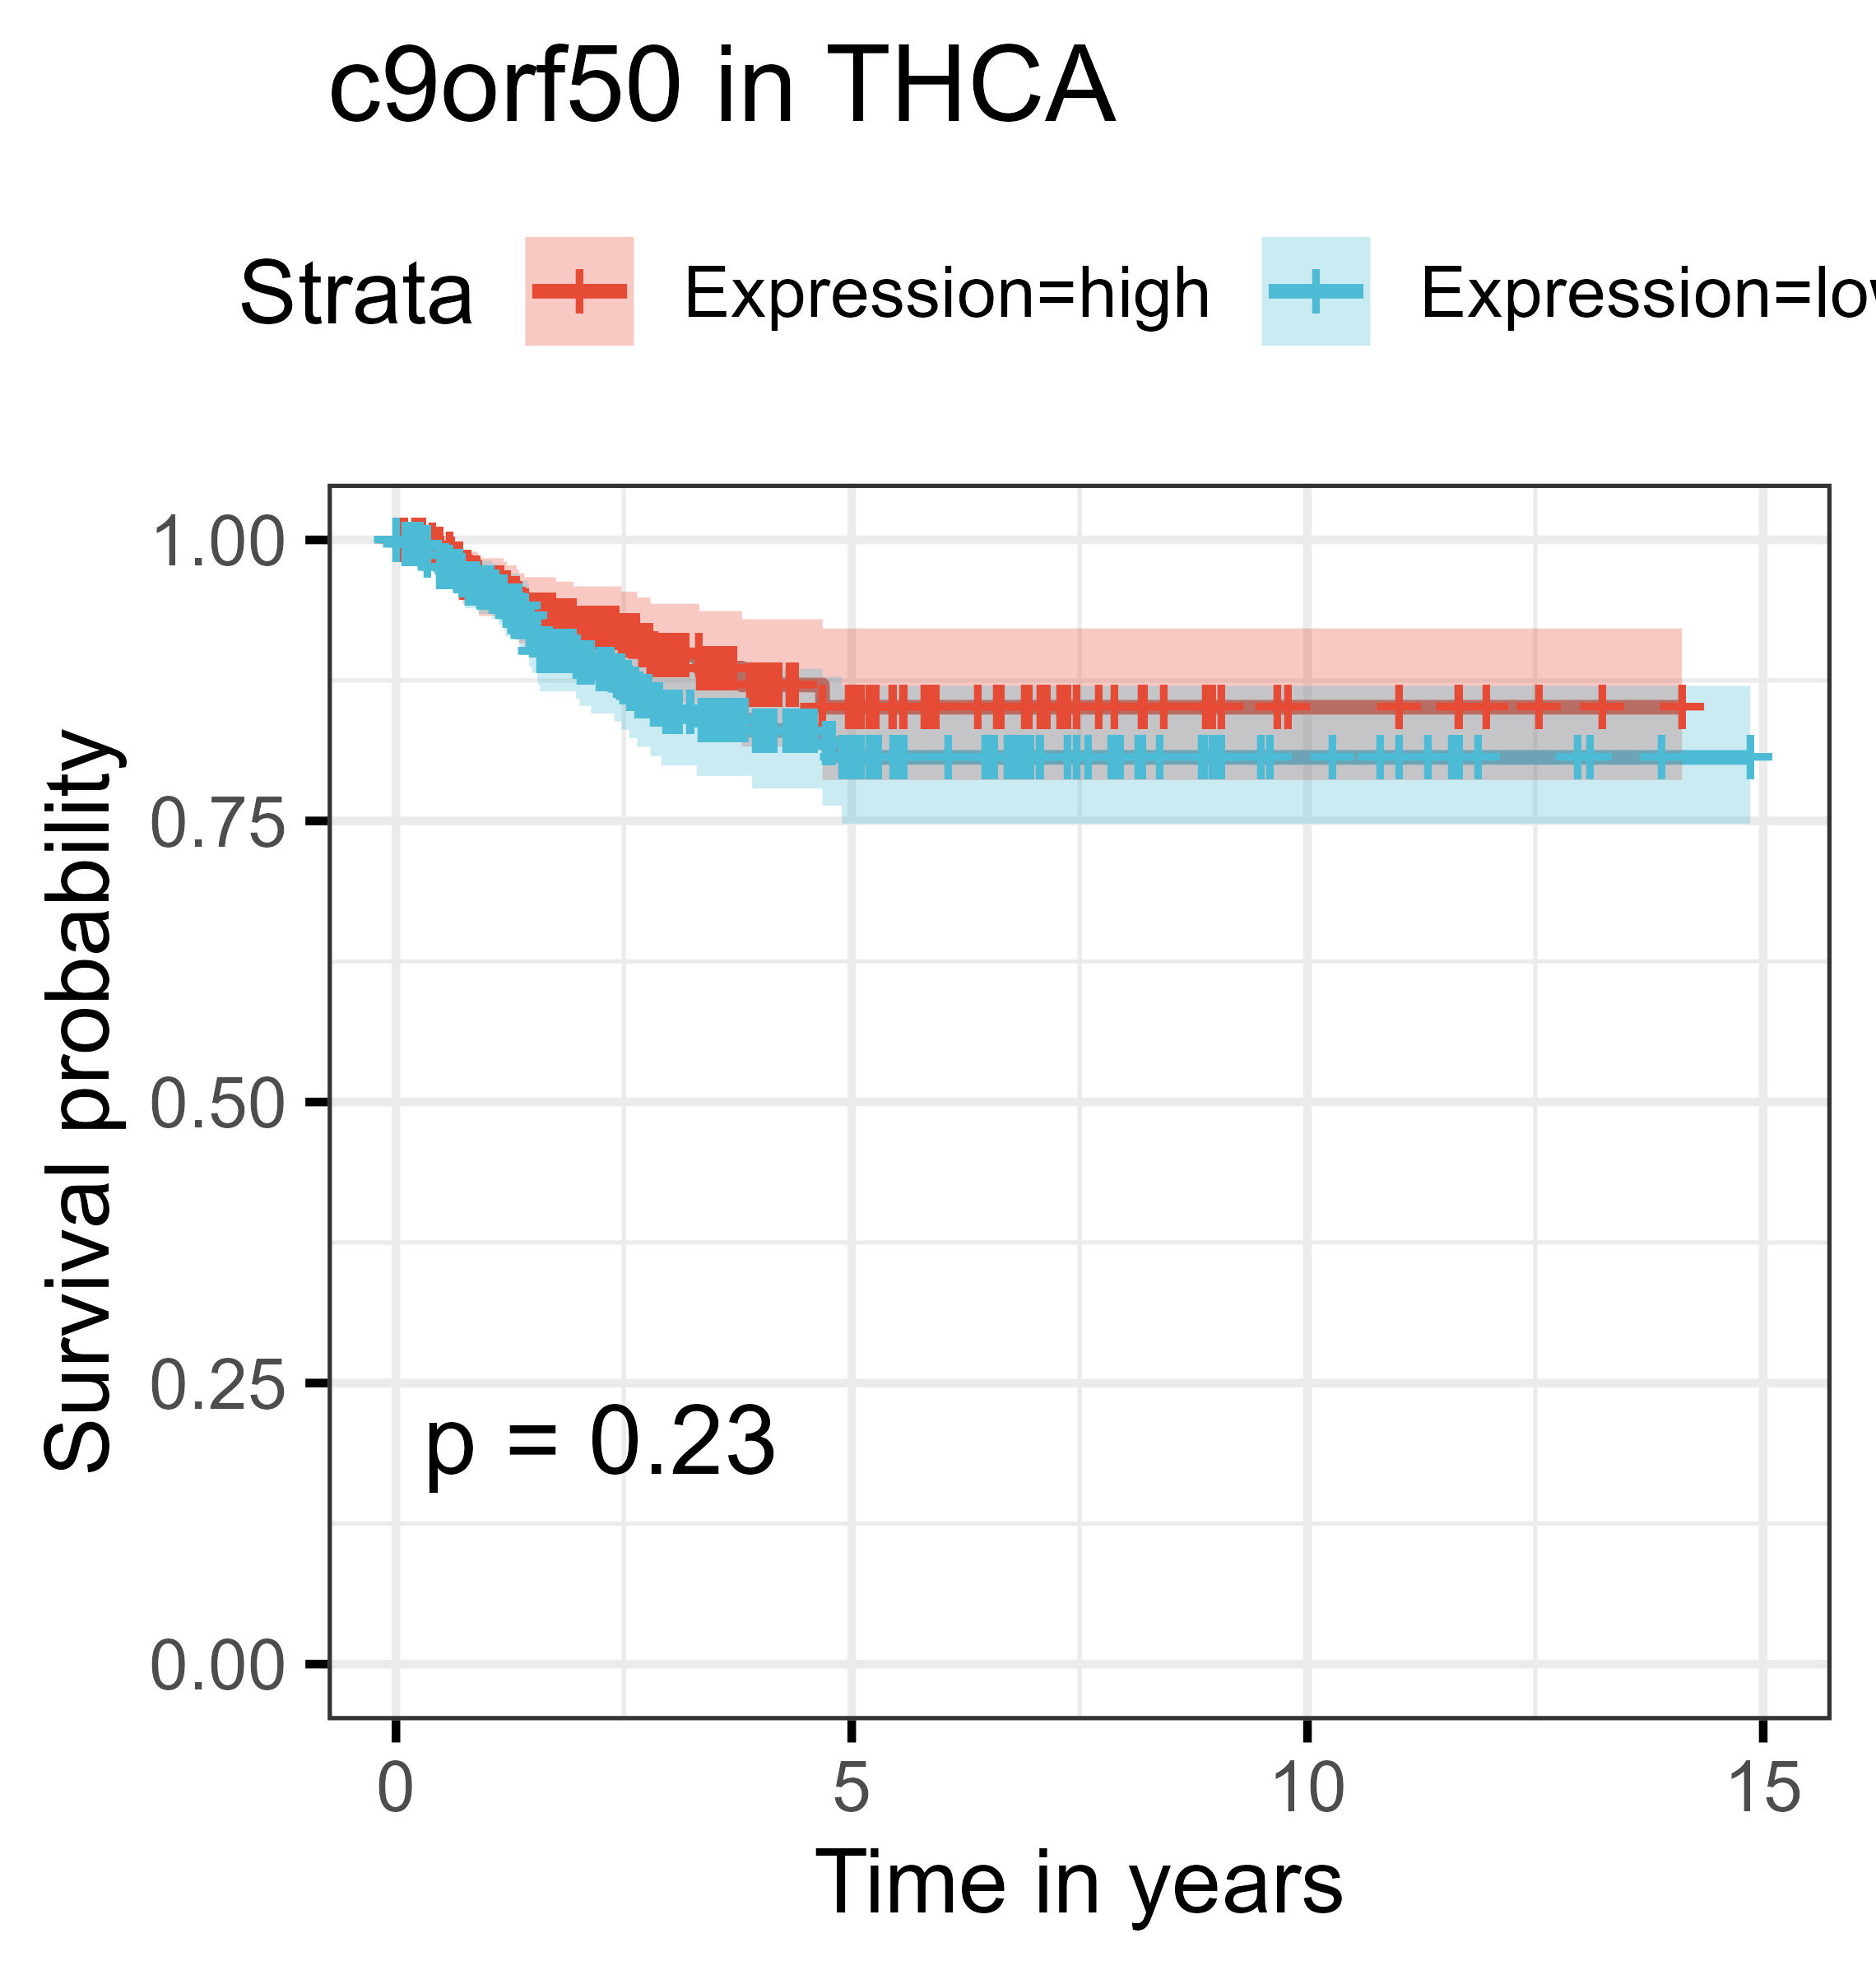 c9orf50 in THCA
Strata Expression=high Expression=lo
Survival probability
1.00
0.75
0.50
0.25
0.00
p = 0.23
0 5 10 15
Time in years